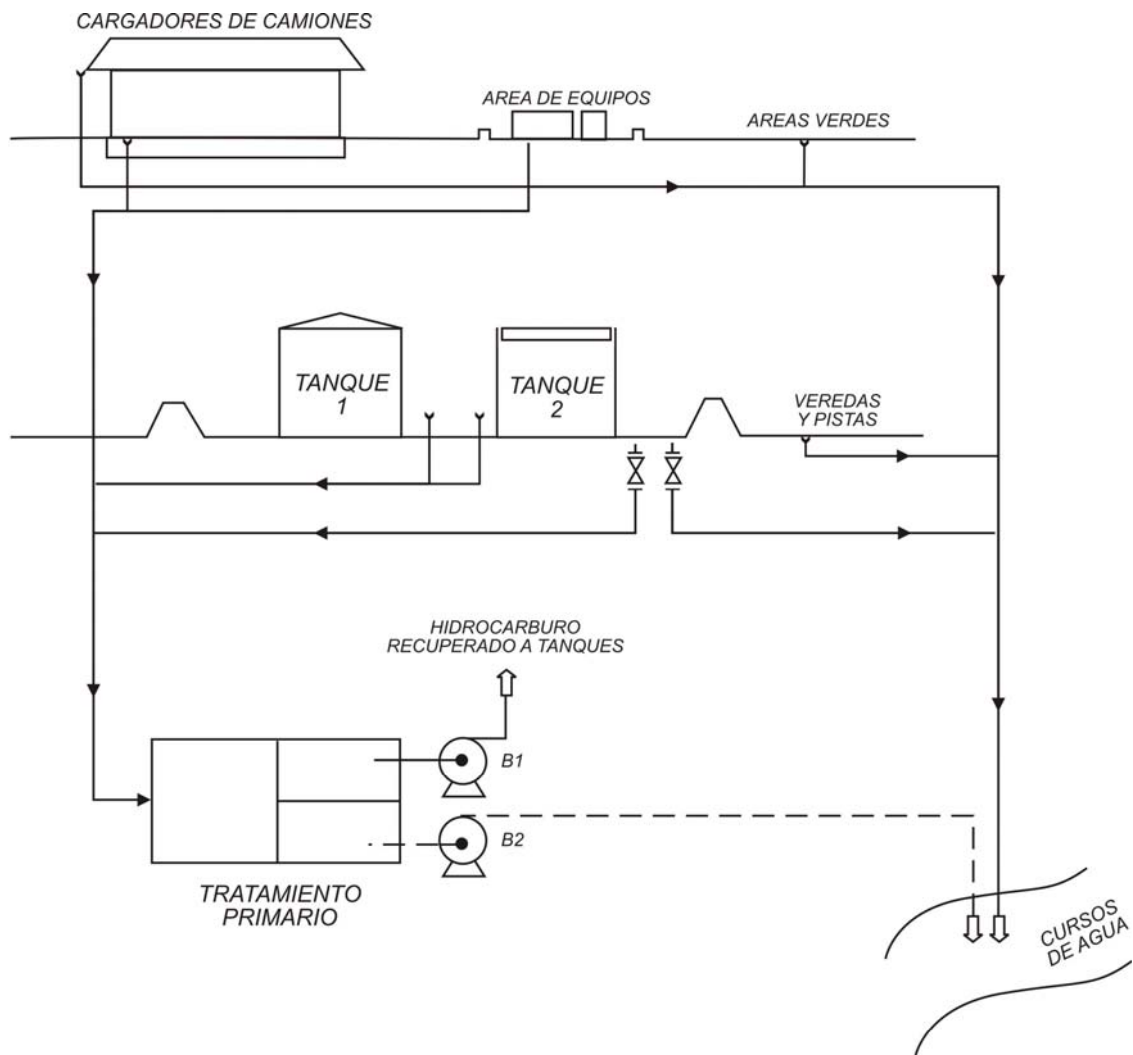 CARGADORES DE CAMIONES
AREA DE EQUIPOS
AREAS VERDES
TANQUE
1
TANQUE
2
VEREDAS
Y PISTAS
HIDROCARBURO
RECUPERADO A TANQUES
B1
B2
TRATAMIENTO
PRIMARIO
CURSOS
DE AGUA